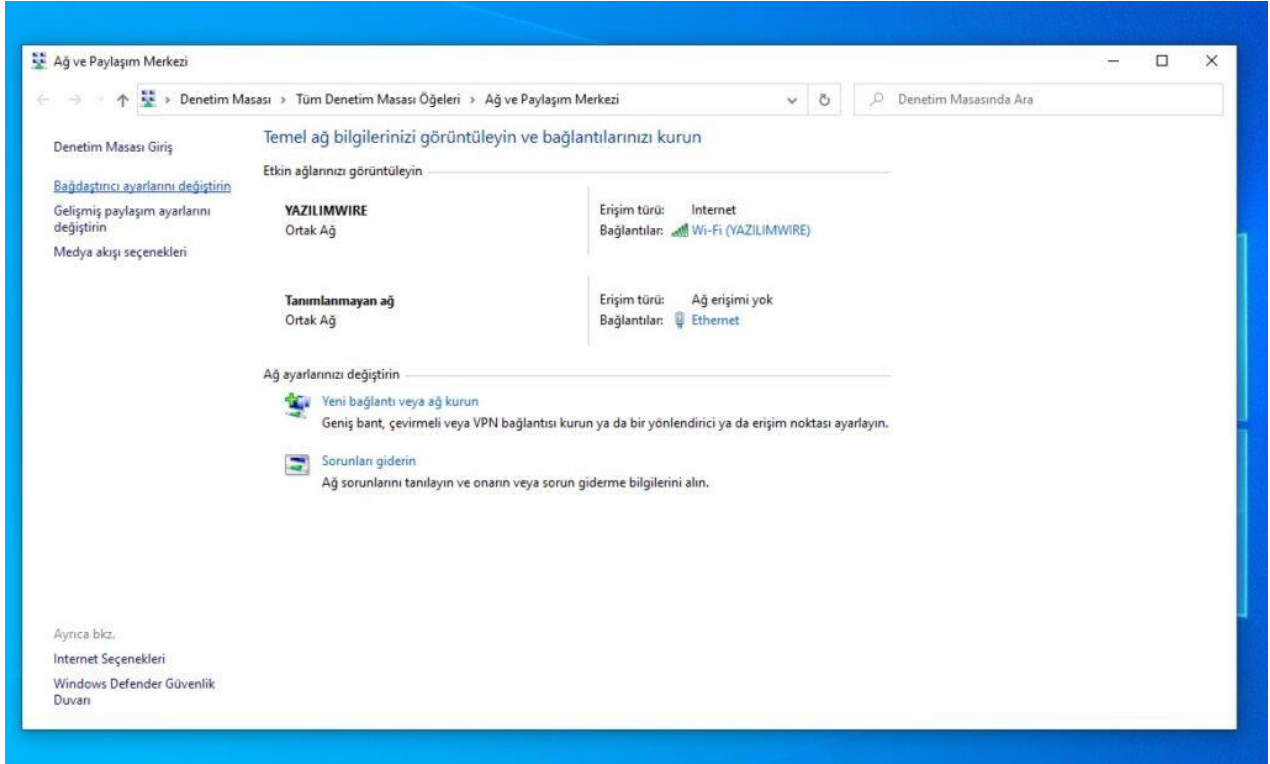 Ağ ve Paylaşım Merkezi
Denetim Masası › Tüm Denetim Masası Öğeleri › Ağ ve Paylaşım Merkezi
Denetim Masasında Ara
Denetim Masası Giriş
Bağdaştırıcı ayarlarını değiştirin
Gelişmiş paylaşım ayarlarını
değiştirin
Medya akışı seçenekleri
Temel ağ bilgilerinizi görüntüleyin ve bağlantılarınızı kurun
Etkin ağlarınızı görüntüleyin
YAZILIMWIRE
Ortak Ağ
Erişim türü: Internet
Bağlantılar: Wi-Fi (YAZILIMWIRE)
Tanımlanmayan ağ
Ortak Ağ
Erişim türü: Ağ erişimi yok
Bağlantılar: Ethernet
Ağ ayarlarınızı değiştirin
Yeni bağlantı veya ağ kurun
Geniş bant, çevirmeli veya VPN bağlantısı kurun ya da bir yönlendirici ya da erişim noktası ayarlayın.
Sorunları giderin
Ağ sorunlarını tanılayın ve onarın veya sorun giderme bilgilerini alın.
Ayrıca bkz.
Internet Seçenekleri
Windows Defender Güvenlik
Duvarı